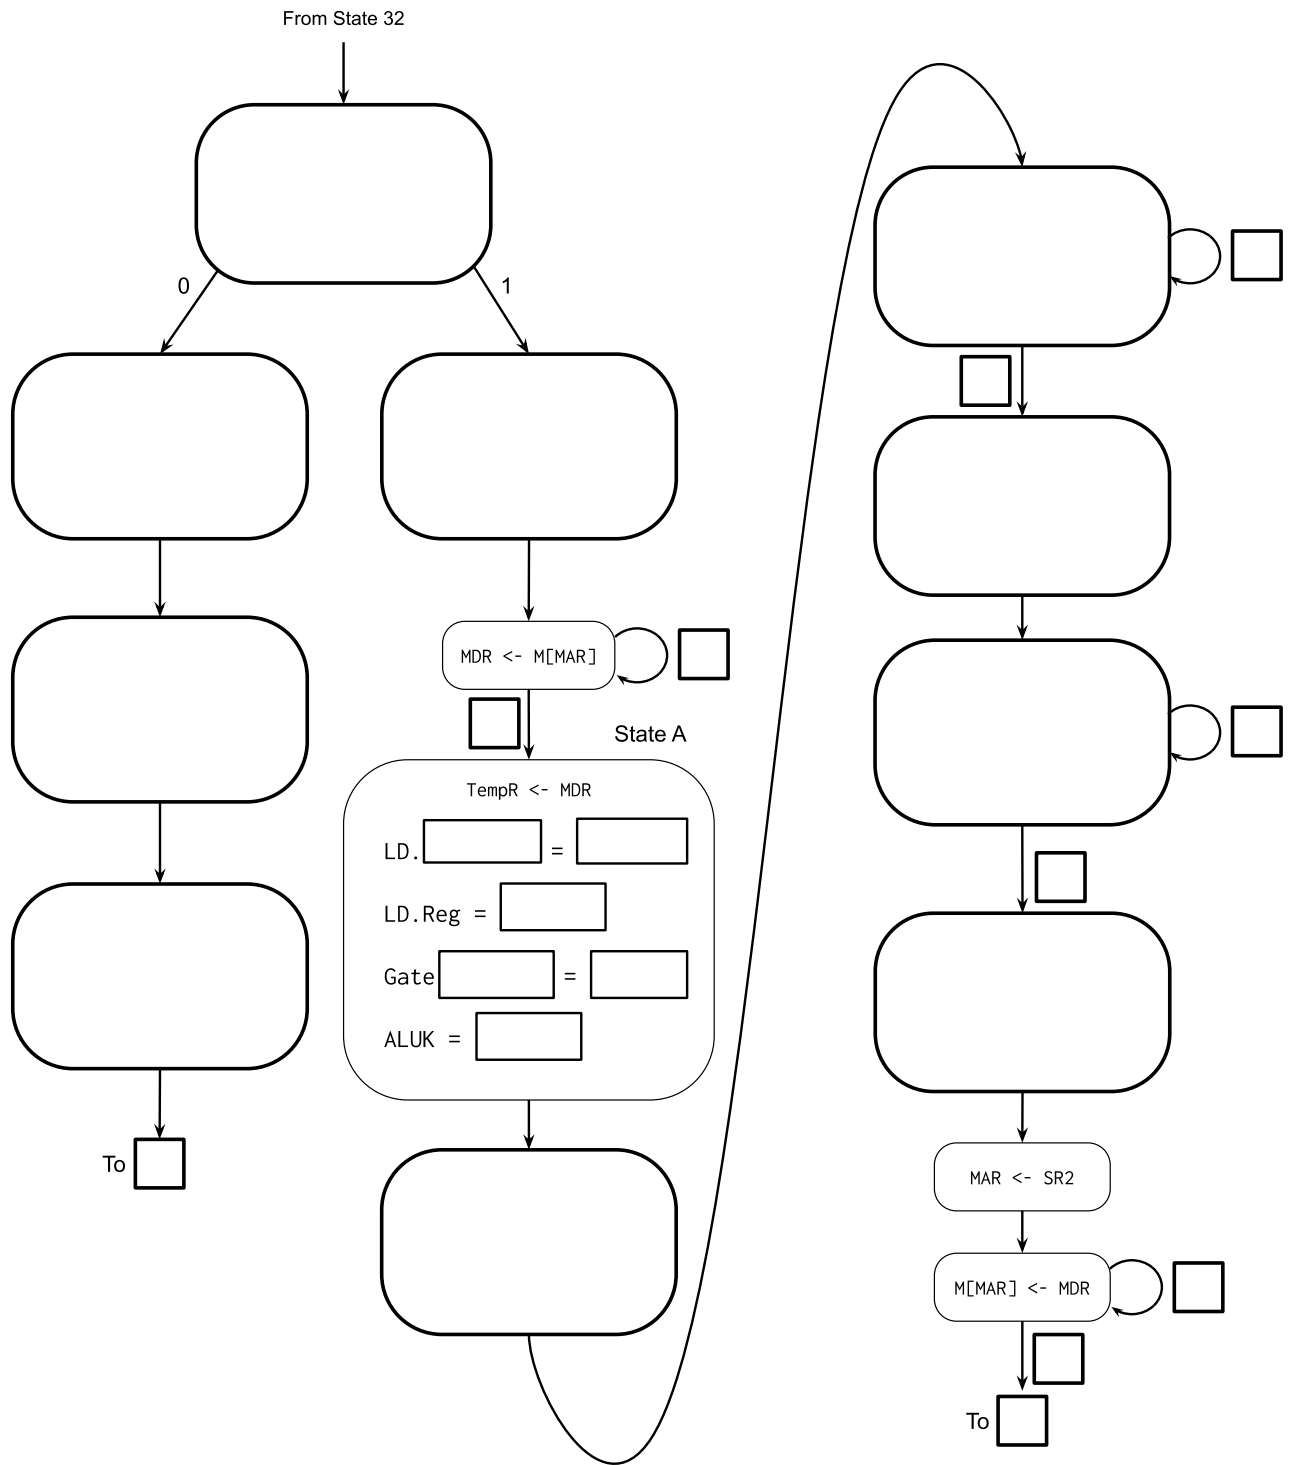 From State 32
0
1
MDR <- M[MAR]
State A
TempR <- MDR
LD. =
LD.Reg =
Gate =
ALUK =
To
MAR <- SR2
M[MAR] <- MDR
To